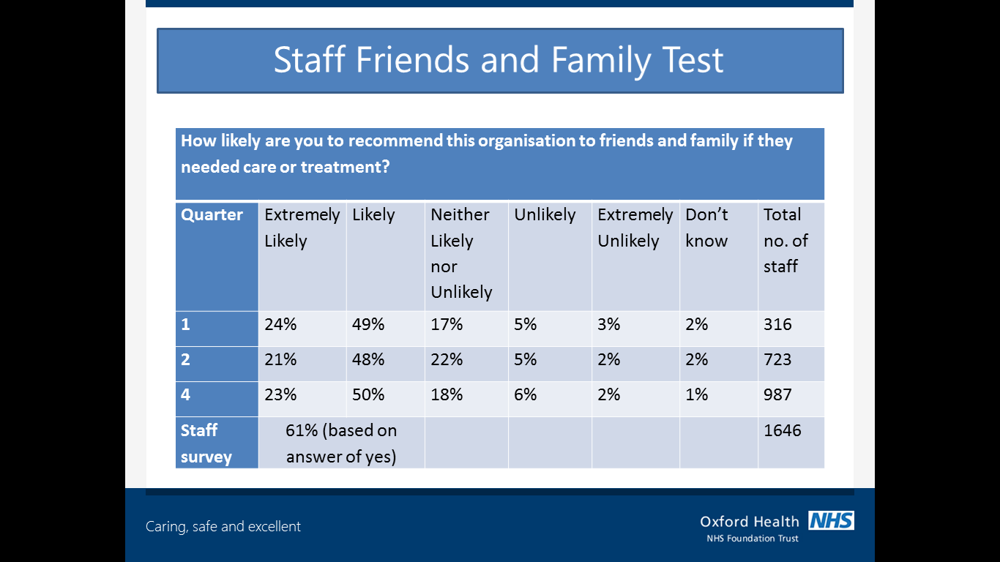 Staff Friends and Family Test
How likely are you to recommend this organisation to friends and family if they
needed care or treatment?
Quarter Extremely Likely Neither Unlikely Extremely Don’t Total
Likely Likely Unlikely know no. of
nor staff
Unlikely
1 24% 49% 17% 5% 3% 2% 316
2 21% 48% 22% 5% 2% 2% 723
4 23% 50% 18% 6% 2% 1% 987
Staff 61% (based on 1646
survey answer of yes)
Caring, safe and excellent
Oxford Health NHS
NHS Foundation Trust